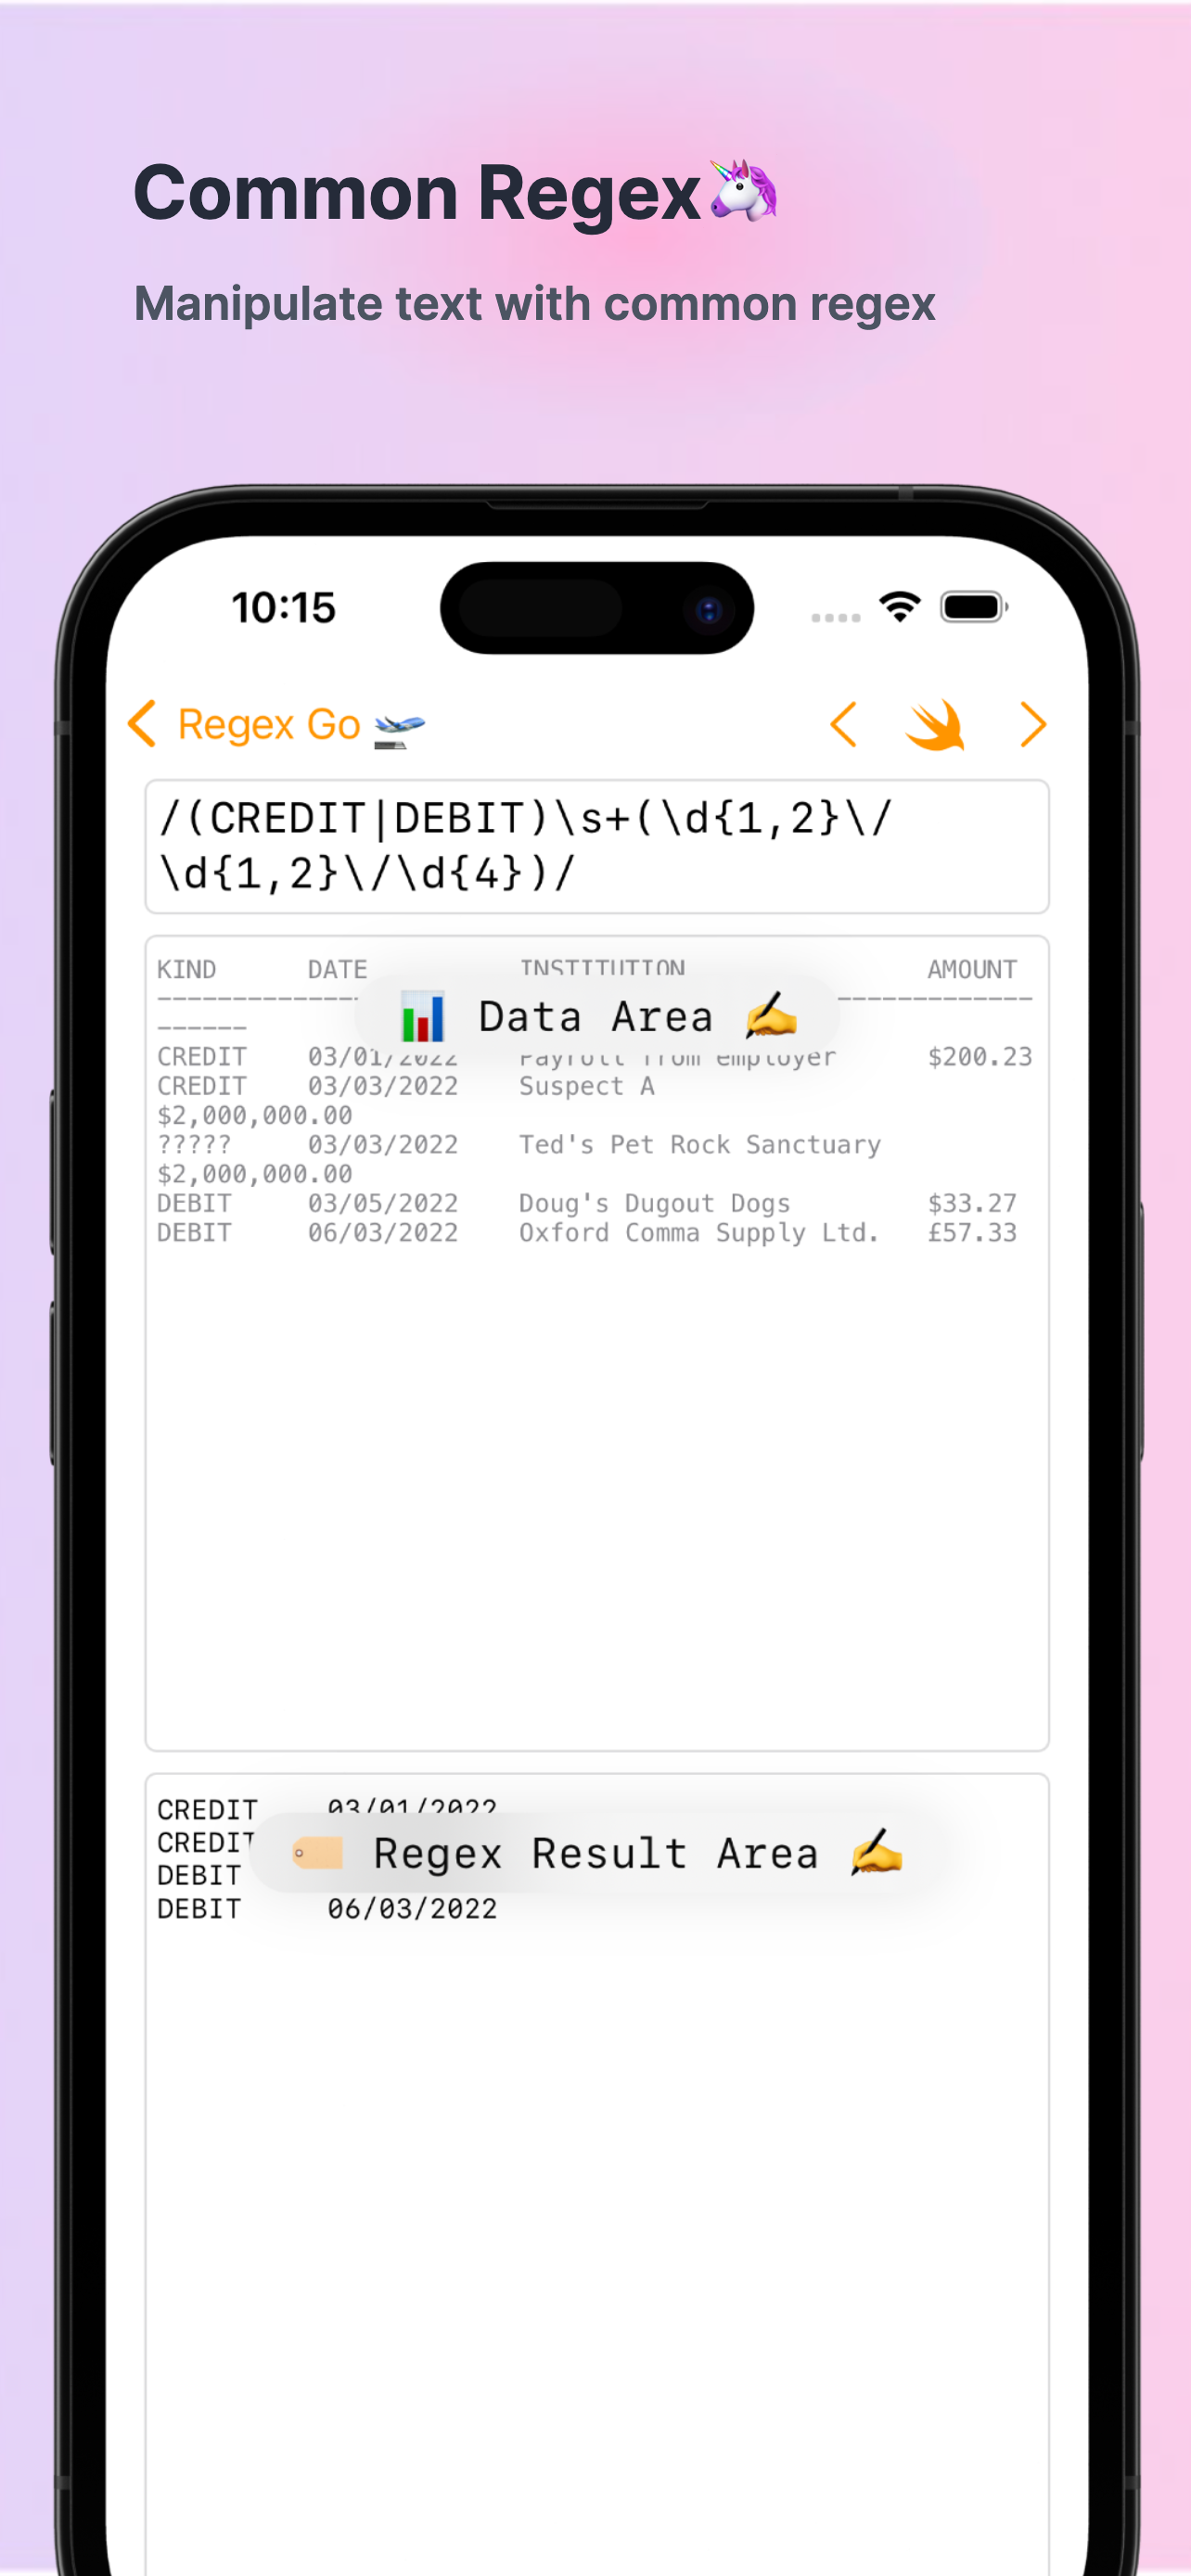 Common Regex🦄
Manipulate text with common regex
10:15
Regex Go 🛫
/(CREDIT|DEBIT)\s+(\d{1,2}\/
\d{1,2}\/\d{4})/
KIND DATE INSTITUTION AMOUNT
📊 Data Area ✍️
------
CREDIT 03/01/2022 Payroll from employer $200.23
CREDIT 03/03/2022 Suspect A
$2,000,000.00
????? 03/03/2022 Ted's Pet Rock Sanctuary
$2,000,000.00
DEBIT 03/05/2022 Doug's Dugout Dogs $33.27
DEBIT 06/03/2022 Oxford Comma Supply Ltd. £57.33
CREDIT 03/01/2022
CREDIT
🏷️ Regex Result Area ✍️
DEBIT
DEBIT 06/03/2022